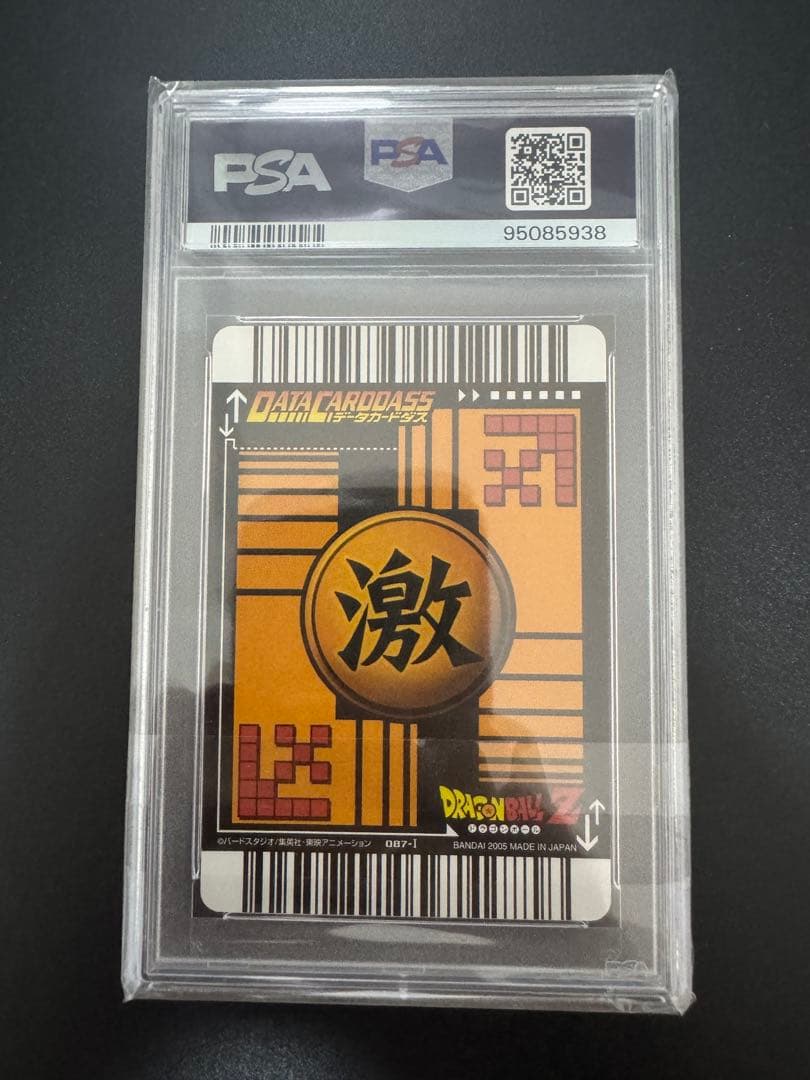 PSA
PSA
95085938
DATA CARDDASS
データカードダス
激
DRAGON BALL Z
ドラゴンボール
©バードスタジオ/集英社・東映アニメーション 087-I
BANDAI 2005 MADE IN JAPAN
PSA